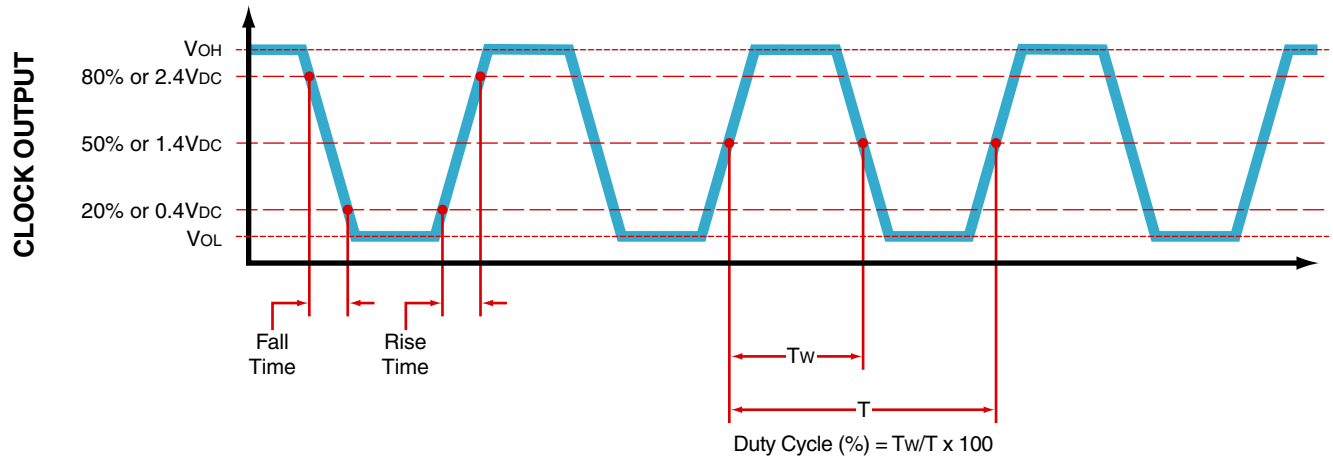 CLOCK OUTPUT
VOH
80% or 2.4VDC
50% or 1.4VDC
20% or 0.4VDC
VOL
Fall
Time
Rise
Time
TW
T
Duty Cycle (%) = TW/T x 100